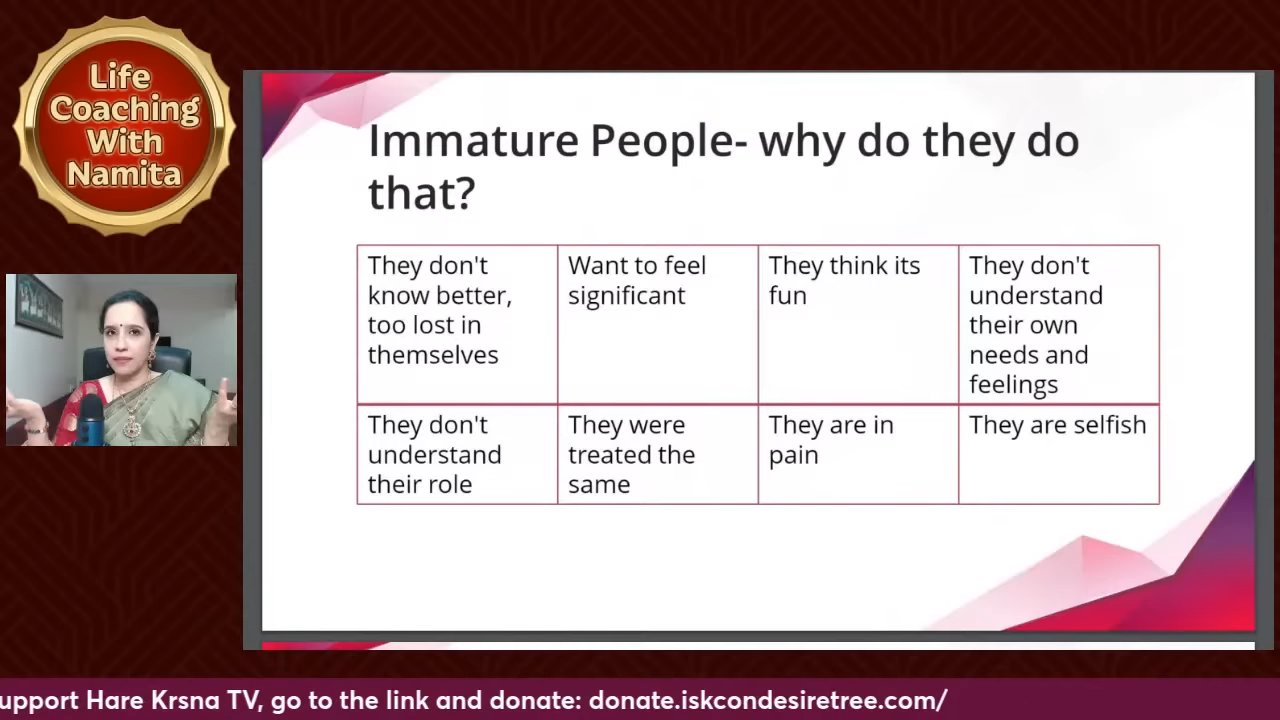 Life
Coaching
With
Namita
Immature People- why do they do
that?
They don't
know better,
too lost in
themselves
Want to feel
significant
They think its
fun
They don't
understand
their own
needs and
feelings
They don't
understand
their role
They were
treated the
same
They are in
pain
They are selfish
upport Hare Krsna TV, go to the link and donate: donate.iskcondesiretree.com/